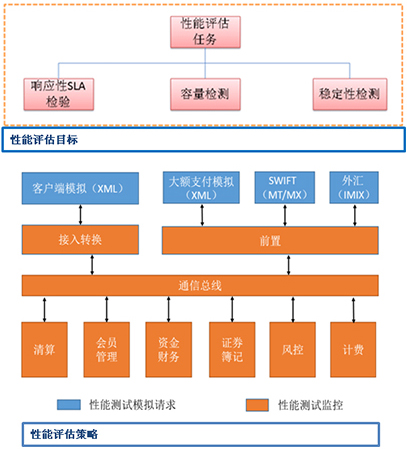 性能评估
任务
响应性SLA
检验
容量检测
稳定性检测
性能评估目标
客户端模拟（XML）
大额支付模拟
（XML）
SWIFT
（MT/MX）
外汇
（IMIX）
接入转换
前置
通信总线
清算
会员
管理
资金
财务
证券
簿记
风控
计费
性能测试模拟请求
性能测试监控
性能评估策略